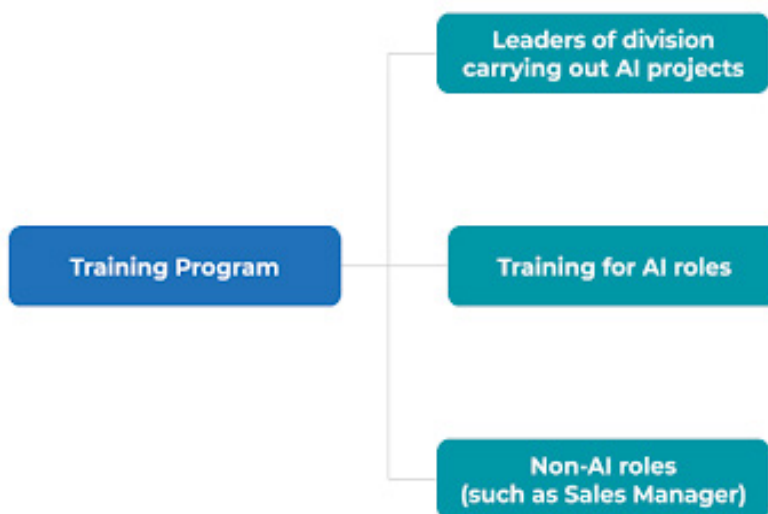 Leaders of division
carrying out AI projects
Training Program
Training for AI roles
Non-AI roles
(such as Sales Manager)